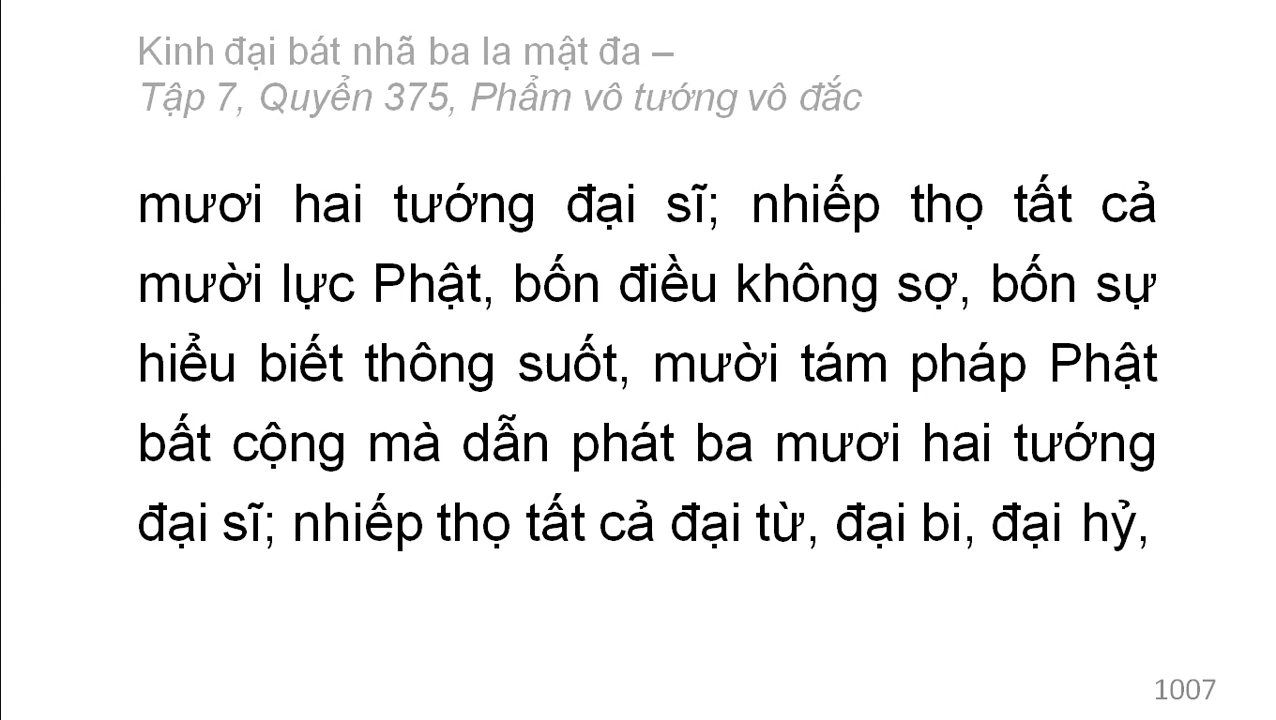 Kinh đại bát nhã ba la mật đa –
Tập 7, Quyển 375, Phẩm vô tướng vô đắc
mươi hai tướng đại sĩ; nhiếp thọ tất cả
mười lực Phật, bốn điều không sợ, bốn sự
hiểu biết thông suốt, mười tám pháp Phật
bất cộng mà dẫn phát ba mươi hai tướng
đại sĩ; nhiếp thọ tất cả đại từ, đại bi, đại hỷ,
1007